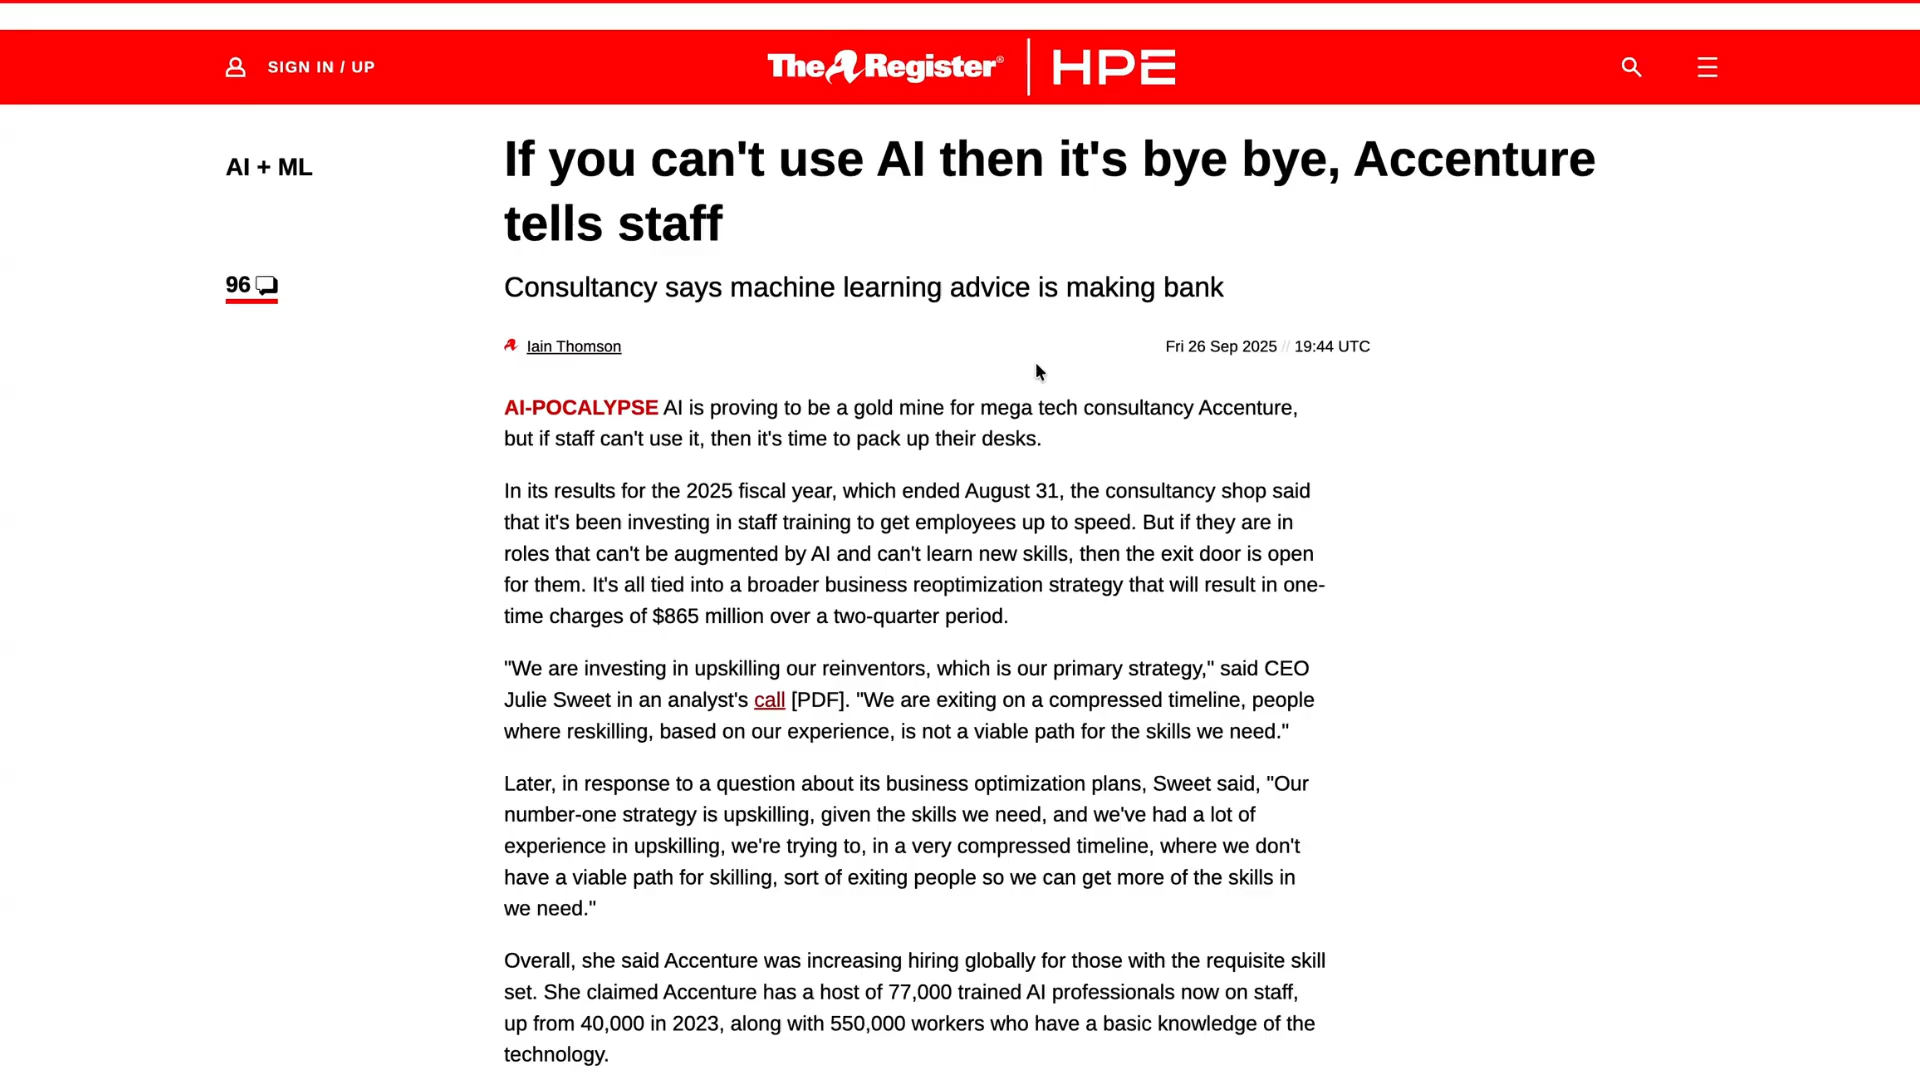 SIGN IN / UP
The Register®
HPE
AI + ML
If you can't use AI then it's bye bye, Accenture
tells staff
96
Consultancy says machine learning advice is making bank
Iain Thomson
Fri 26 Sep 2025 // 19:44 UTC
AI-POCALYPSE AI is proving to be a gold mine for mega tech consultancy Accenture,
but if staff can't use it, then it's time to pack up their desks.
In its results for the 2025 fiscal year, which ended August 31, the consultancy shop said
that it's been investing in staff training to get employees up to speed. But if they are in
roles that can't be augmented by AI and can't learn new skills, then the exit door is open
for them. It's all tied into a broader business reoptimization strategy that will result in one-
time charges of $865 million over a two-quarter period.
"We are investing in upskilling our reinventors, which is our primary strategy," said CEO
Julie Sweet in an analyst's call [PDF]. "We are exiting on a compressed timeline, people
where reskilling, based on our experience, is not a viable path for the skills we need."
Later, in response to a question about its business optimization plans, Sweet said, "Our
number-one strategy is upskilling, given the skills we need, and we've had a lot of
experience in upskilling, we're trying to, in a very compressed timeline, where we don't
have a viable path for skilling, sort of exiting people so we can get more of the skills in
we need."
Overall, she said Accenture was increasing hiring globally for those with the requisite skill
set. She claimed Accenture has a host of 77,000 trained AI professionals now on staff,
up from 40,000 in 2023, along with 550,000 workers who have a basic knowledge of the
technology.